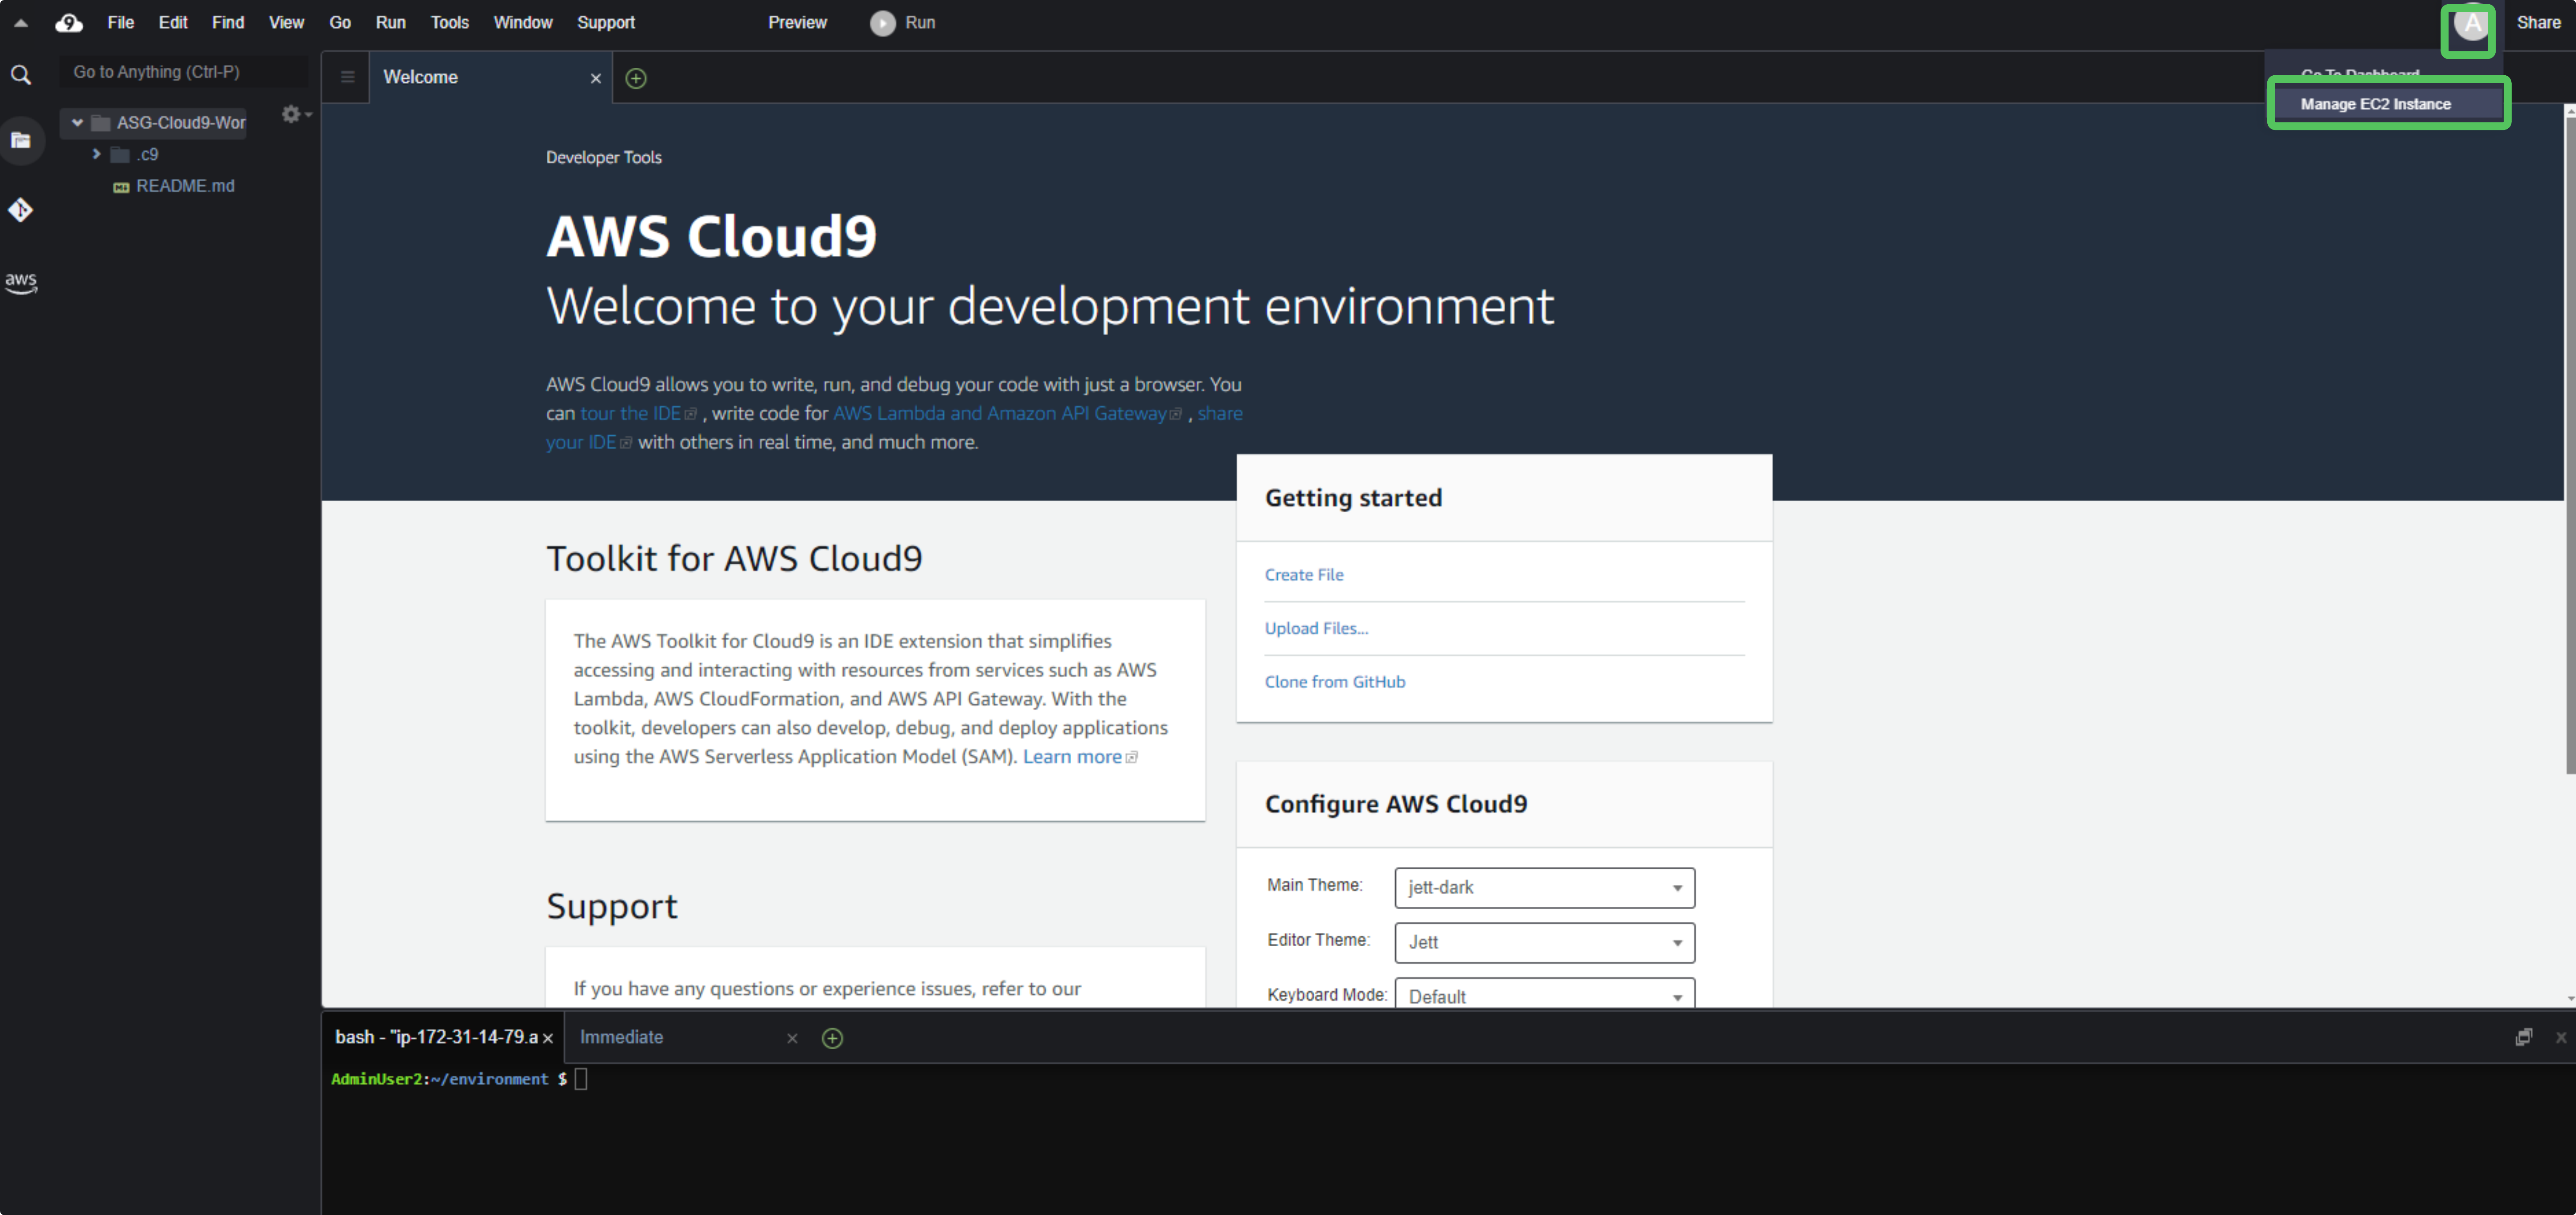 File Edit Find View Go Run Tools Window Support Preview Run A Share
Go to Anything (Ctrl-P)
Welcome
Go To Dashboard
Manage EC2 Instance
ASG-Cloud9-Wor
.c9
README.md
aws
Developer Tools
AWS Cloud9
Welcome to your development environment
AWS Cloud9 allows you to write, run, and debug your code with just a browser. You
can tour the IDE , write code for AWS Lambda and Amazon API Gateway , share
your IDE with others in real time, and much more.
Toolkit for AWS Cloud9
The AWS Toolkit for Cloud9 is an IDE extension that simplifies
accessing and interacting with resources from services such as AWS
Lambda, AWS CloudFormation, and AWS API Gateway. With the
toolkit, developers can also develop, debug, and deploy applications
using the AWS Serverless Application Model (SAM). Learn more
Support
If you have any questions or experience issues, refer to our
Getting started
Create File
Upload Files...
Clone from GitHub
Configure AWS Cloud9
Main Theme: jett-dark
Editor Theme: Jett
Keyboard Mode: Default
bash - "ip-172-31-14-79.a Immediate
AdminUser2:~/environment $